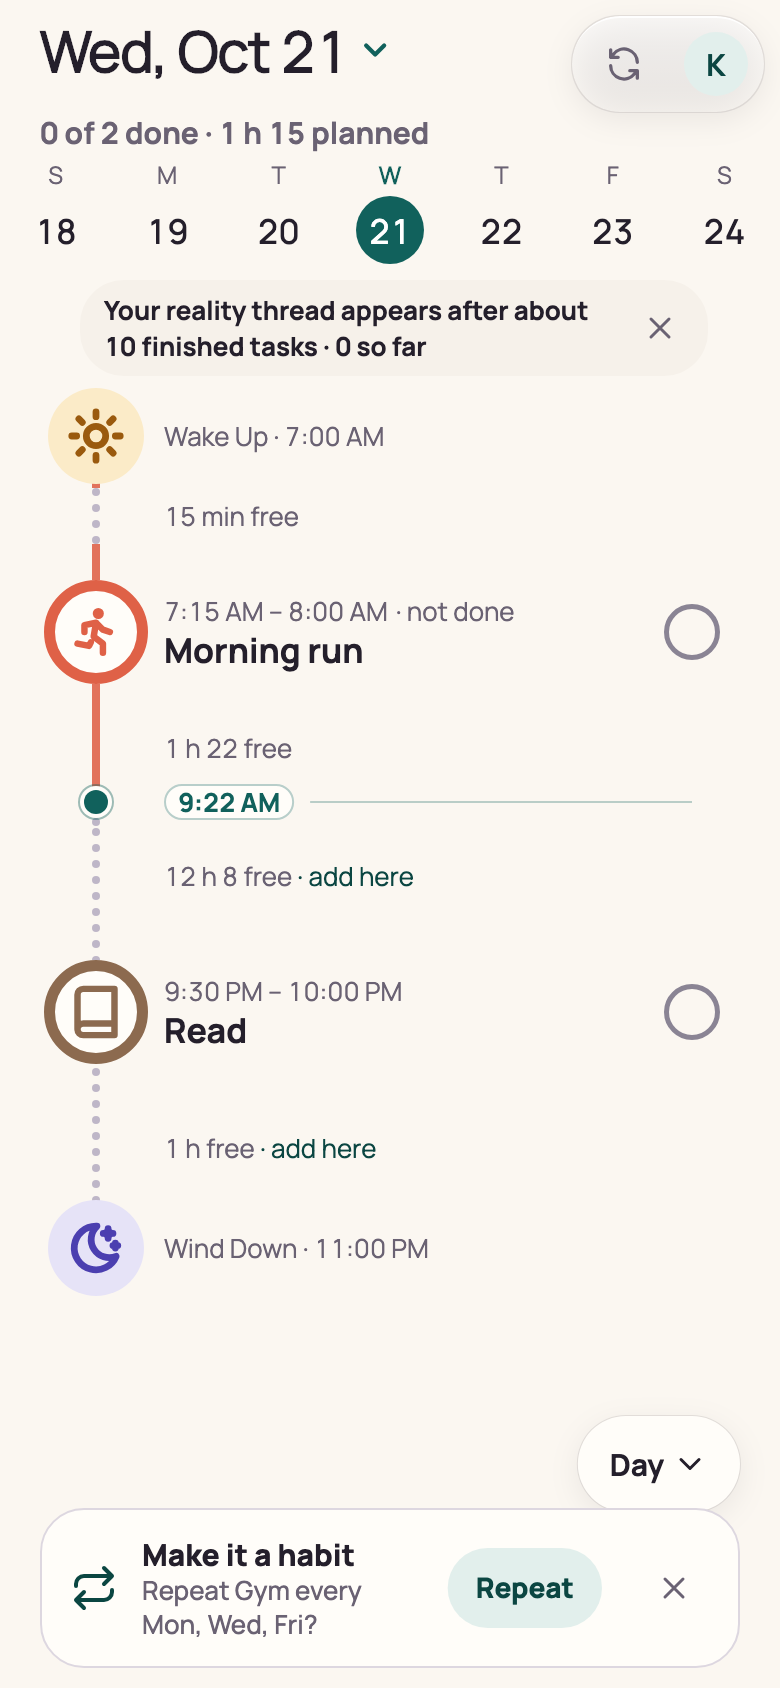 Wed, Oct 21
K
0 of 2 done · 1 h 15 planned
S M T W T F S
18 19 20 21 22 23 24
Your reality thread appears after about
10 finished tasks · 0 so far
Wake Up · 7:00 AM
15 min free
7:15 AM – 8:00 AM · not done
Morning run
1 h 22 free
9:22 AM
12 h 8 free · add here
9:30 PM – 10:00 PM
Read
1 h free · add here
Wind Down · 11:00 PM
Day
Make it a habit
Repeat Gym every
Mon, Wed, Fri?
Repeat